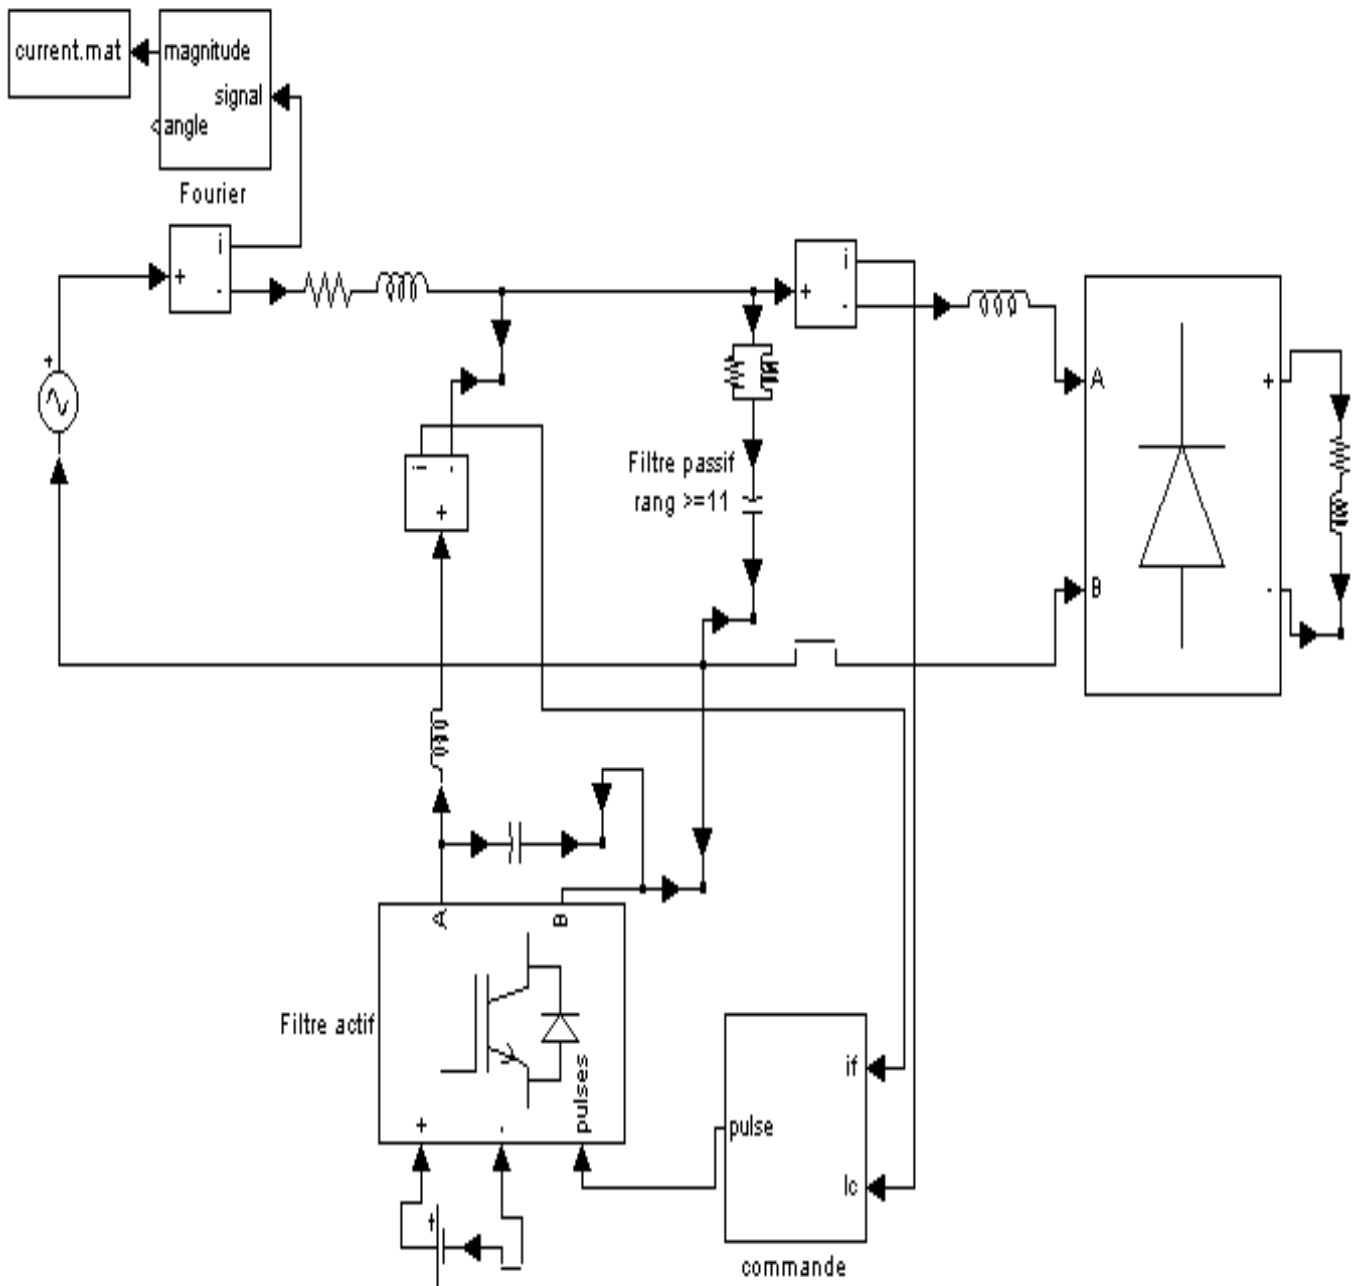 current.mat
magnitude
signal
angle
Fourier
+
i
-
+
i
-
+
A
+
B
-
Filtre passif
rang >=11
i
-
+
A
B
Filtre actif
pulses
+
-
if
pulse
Ic
commande
+